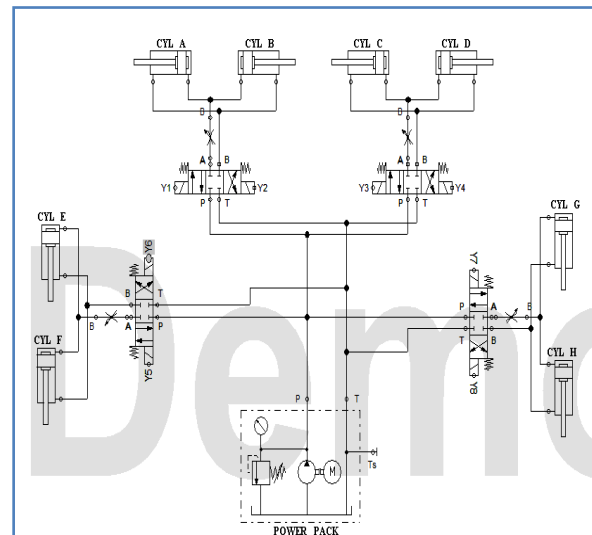 CYL A CYL B CYL C CYL D
B B
A B A B
Y1 Y2 Y3 Y4
P T P T
CYL E CYL G
Y6 Y7
B T P A
B A P T B B
CYL F CYL H
Y5 Y8
Demo
P T
Ts
M
POWER PACK